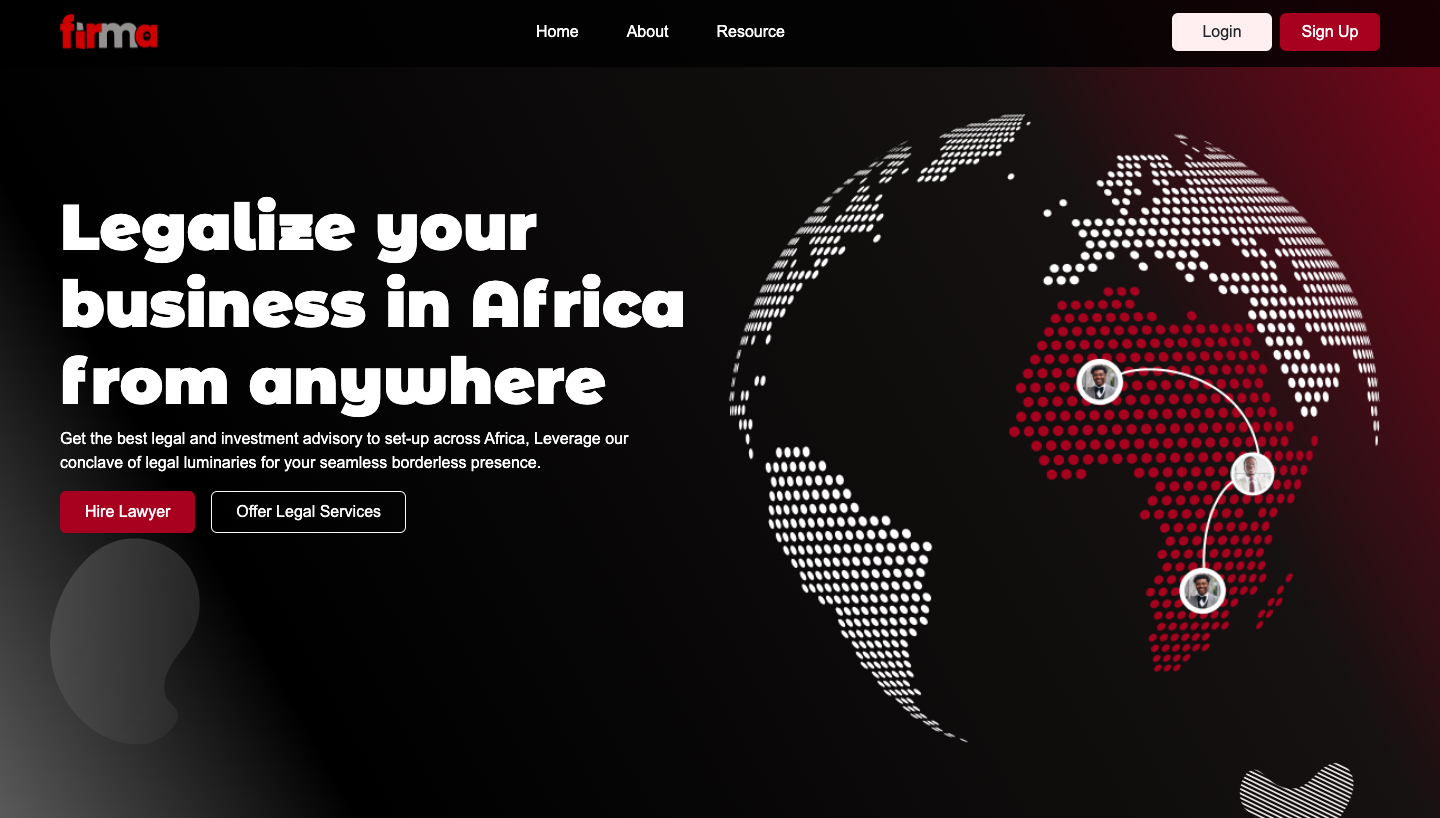 firma
Home
About
Resource
Login
Sign Up
Legalize your
business in Africa
from anywhere
Get the best legal and investment advisory to set-up across Africa, Leverage our
conclave of legal luminaries for your seamless borderless presence.
Hire Lawyer
Offer Legal Services